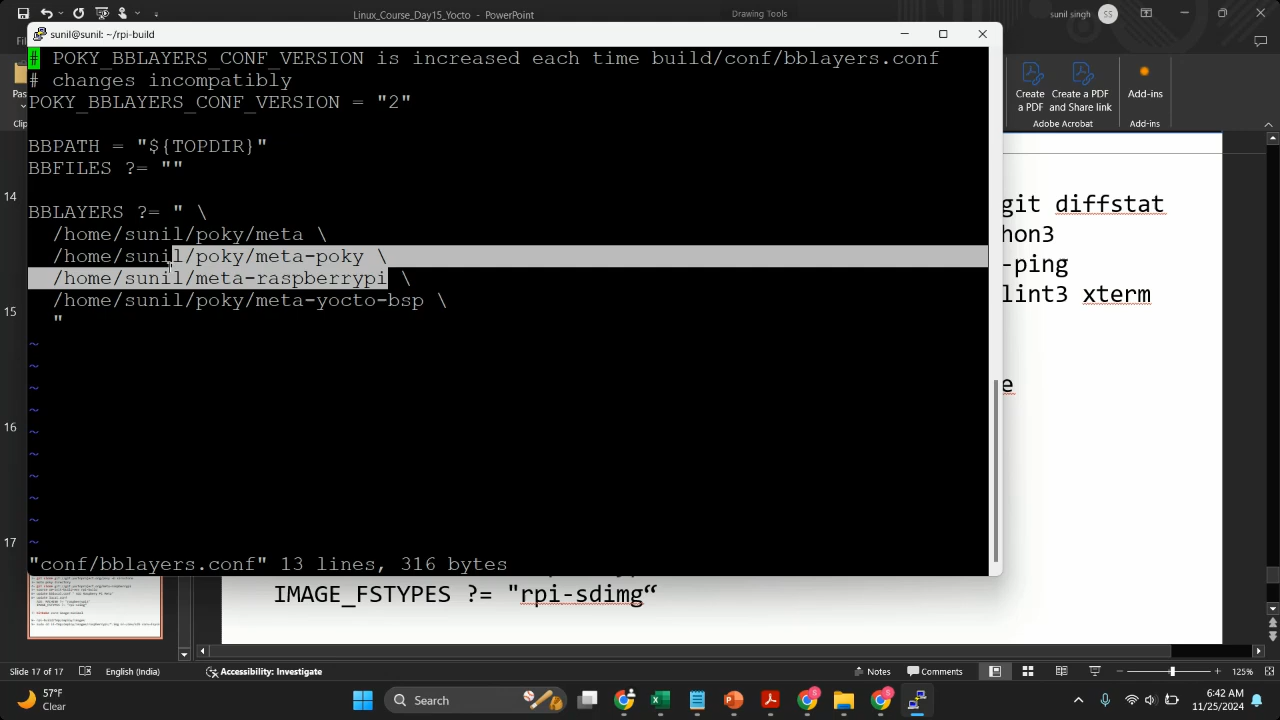 Linux_Course_Day15_Yocto - PowerPoint
Drawing Tools
sunil singh
SS
sunil@sunil: ~/rpi-build
# POKY_BBLAYERS_CONF_VERSION is increased each time build/conf/bblayers.conf
# changes incompatibly
POKY_BBLAYERS_CONF_VERSION = "2"
BBPATH = "${TOPDIR}"
BBFILES ?= ""
BBLAYERS ?= " \
/home/sunil/poky/meta \
/home/sunil/poky/meta-poky \
/home/sunil/meta-raspberrypi \
/home/sunil/poky/meta-yocto-bsp \
"
~
~
~
~
~
~
~
~
~
~
"conf/bblayers.conf" 13 lines, 316 bytes
Create
a PDF
Create a PDF
and Share link
Add-ins
Adobe Acrobat
Add-ins
14
15
16
17
git diffstat
hon3
-ping
lint3 xterm
e
IMAGE_FSTYPES ?= "rpi-sdimg“
Slide 17 of 17
English (India)
Accessibility: Investigate
Notes
Comments
125%
57°F
Clear
Search
6:42 AM
11/25/2024